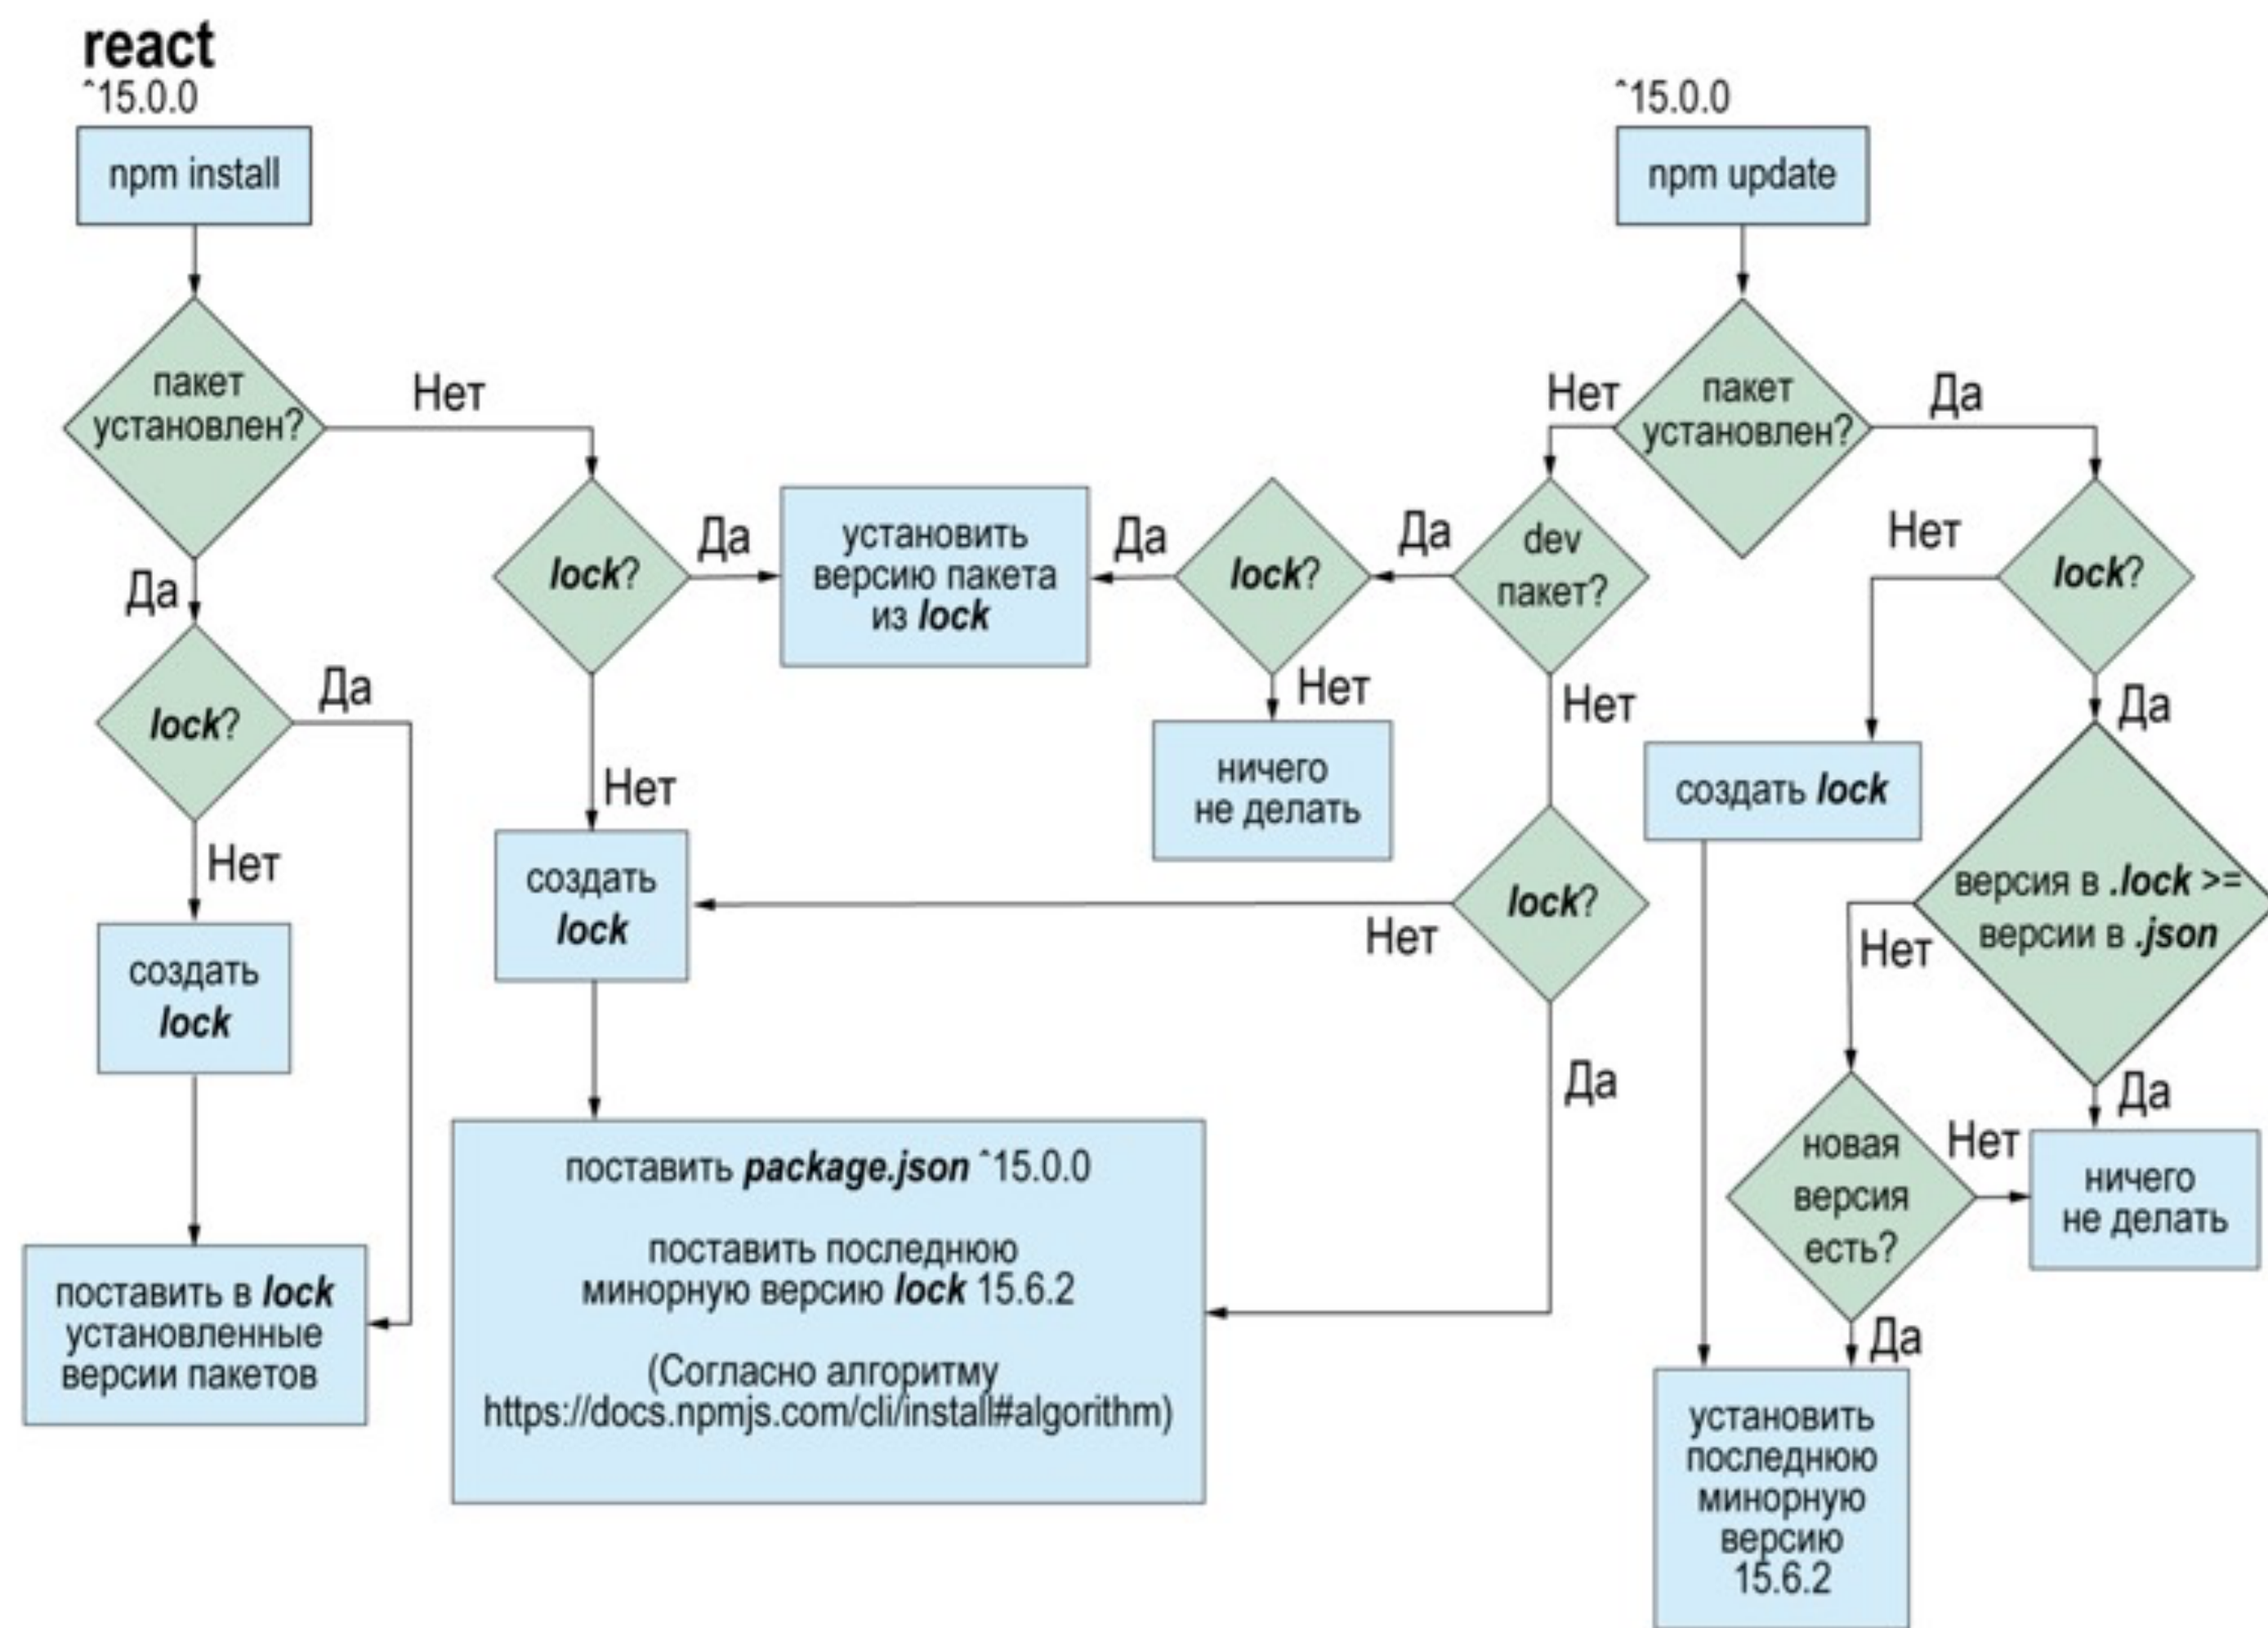 react
^15.0.0
npm install
пакет
установлен?
Нет
Да
lock?
Да
Нет
создать
lock
поставить в lock
установленные
версии пакетов
lock?
Да
Нет
установить
версию пакета
из lock
создать
lock
поставить package.json ^15.0.0
поставить последнюю
минорную версию lock 15.6.2
(Согласно алгоритму
https://docs.npmjs.com/cli/install#algorithm)
^15.0.0
npm update
пакет
установлен?
Нет
Да
dev
пакет?
Да
Нет
lock?
Да
Нет
ничего
не делать
lock?
Нет
Да
lock?
Нет
Да
создать lock
версия в .lock >=
версии в .json
Нет
Да
новая
версия
есть?
Нет
Да
ничего
не делать
установить
последнюю
минорную
версию
15.6.2